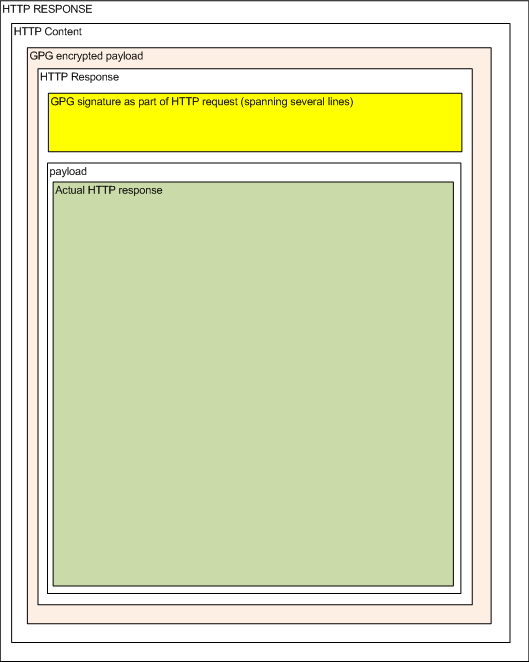 HTTP RESPONSE
HTTP Content
GPG encrypted payload
HTTP Response
GPG signature as part of HTTP request (spanning several lines)
payload
Actual HTTP response